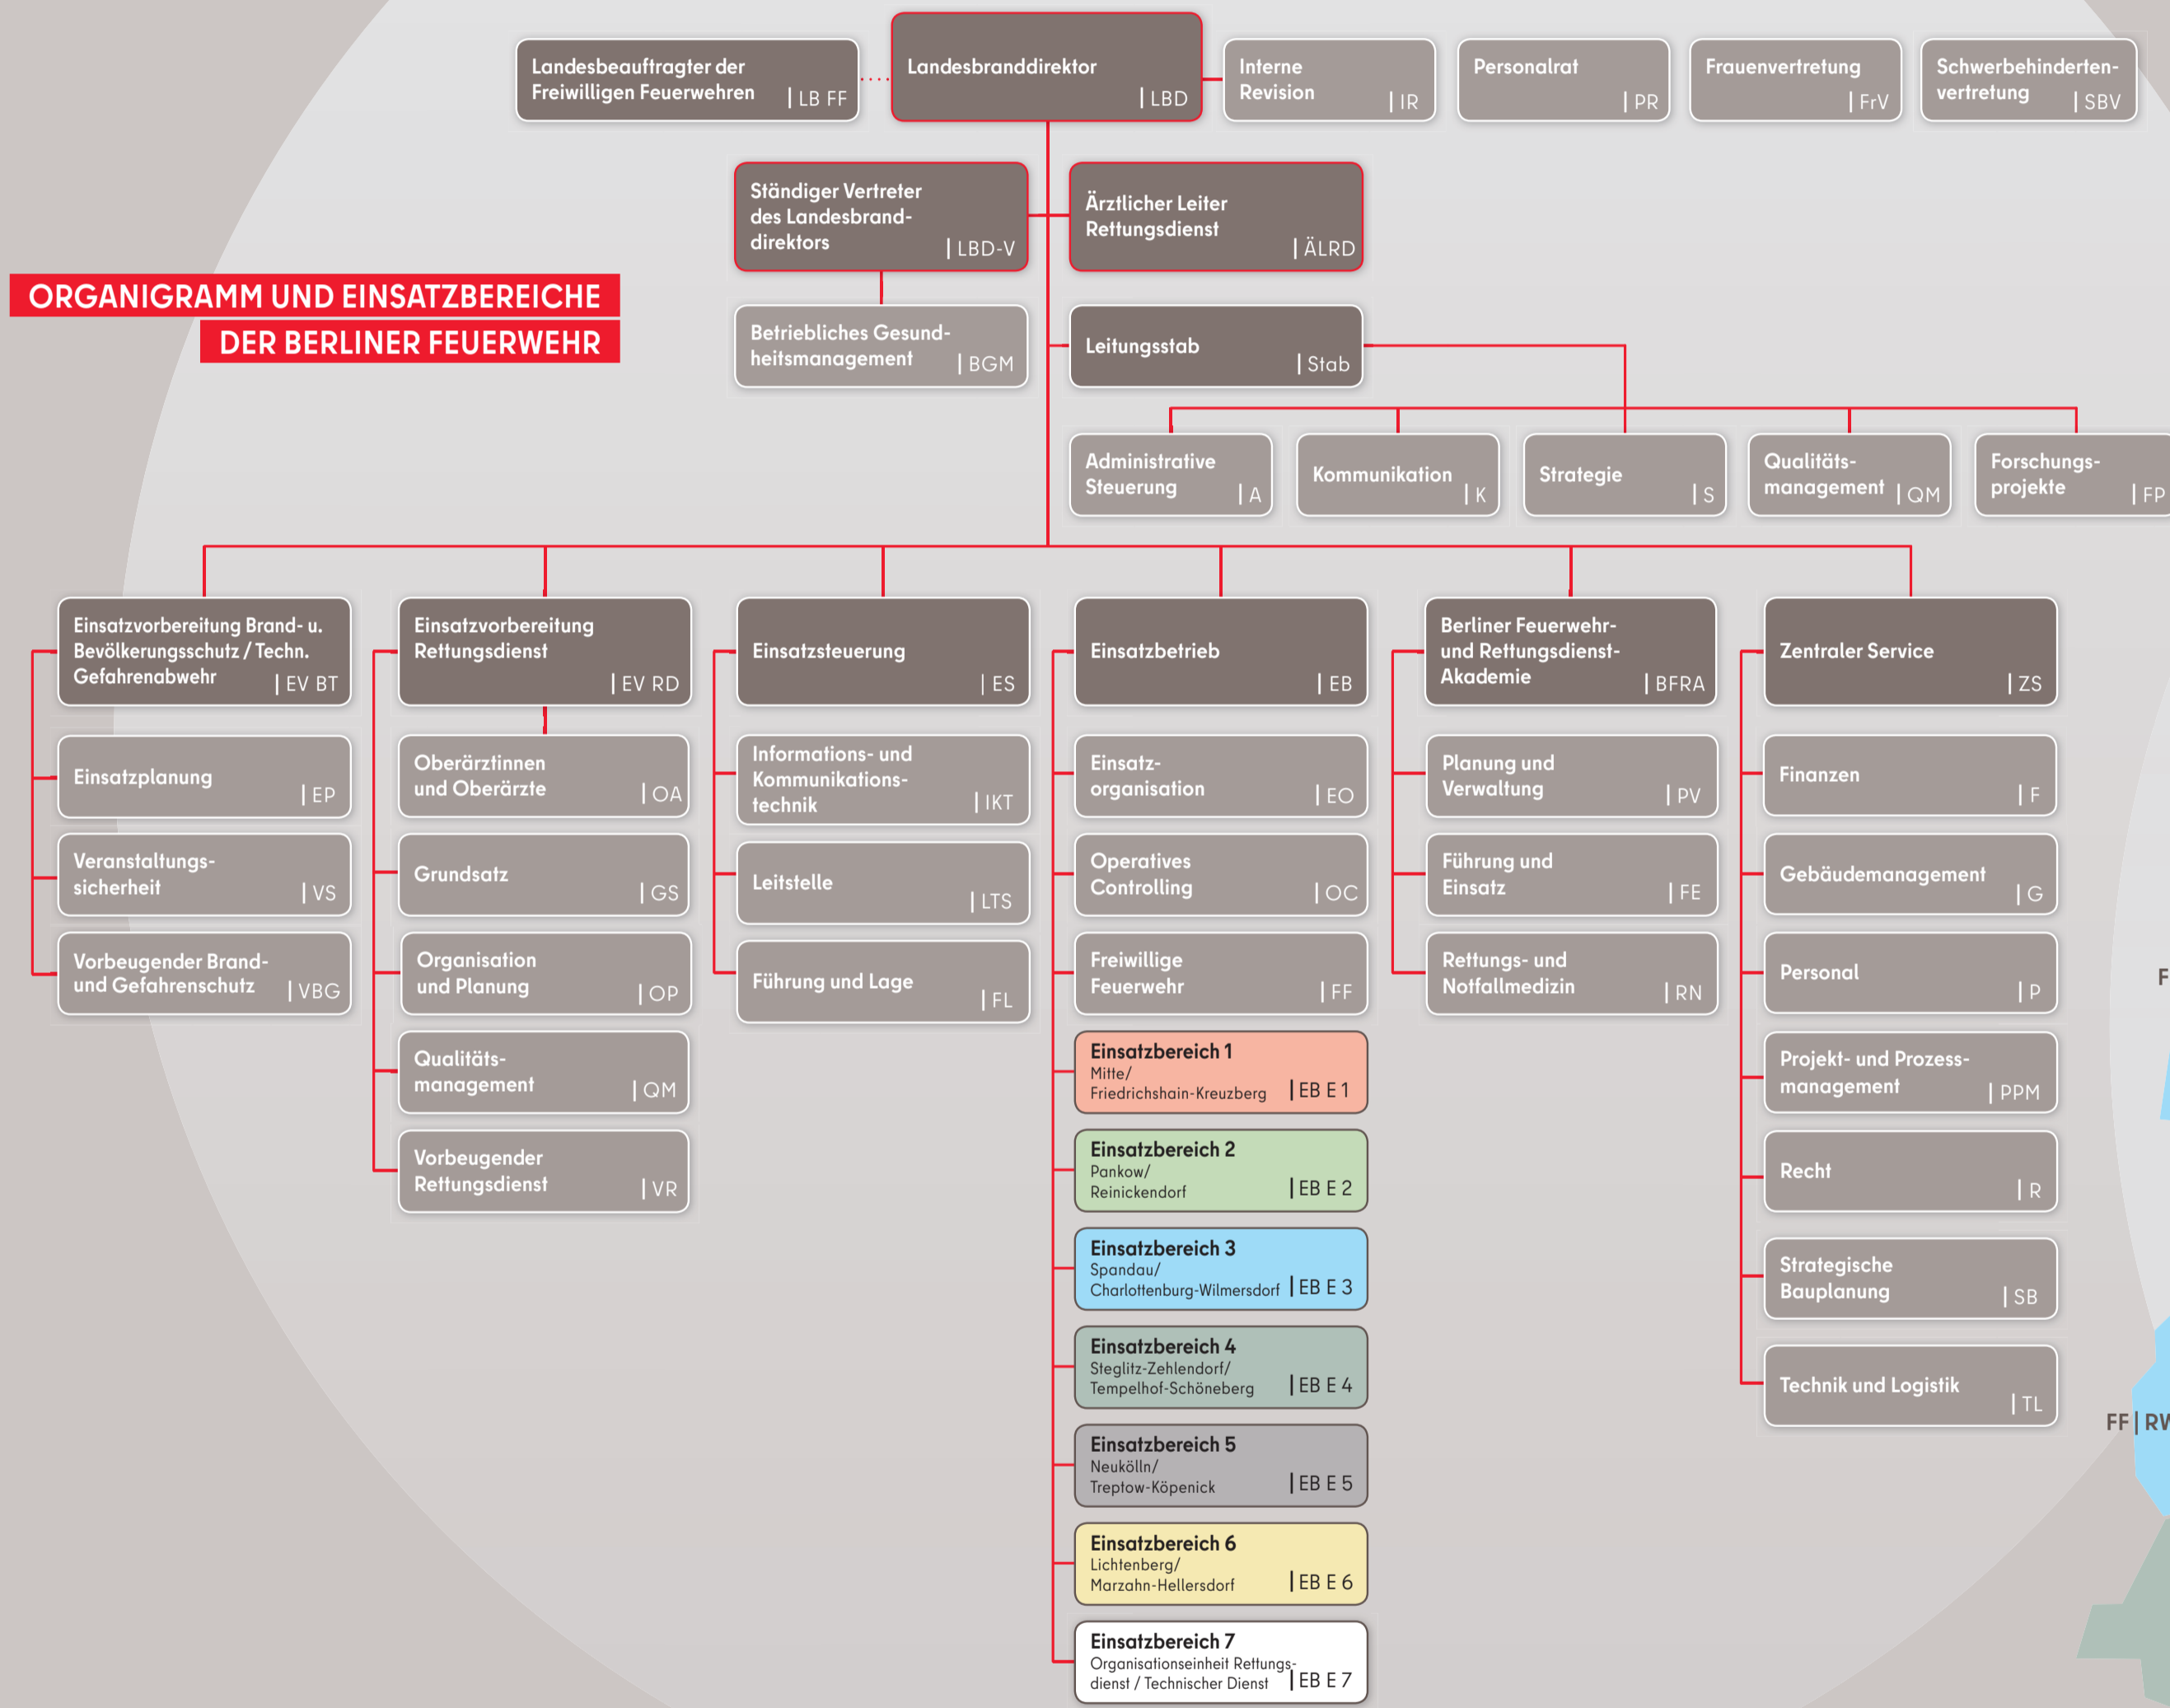 Landesbeauftragter der
Freiwilligen Feuerwehren | LB FF
Landesbranddirektor
| LBD
Interne
Revision | IR
Personalrat
| PR
Frauenvertretung
| FrV
Schwerbehinderten-
vertretung | SBV
Ständiger Vertreter
des Landesbrand-
direktors | LBD-V
Ärztlicher Leiter
Rettungsdienst
| ÄLRD
ORGANIGRAMM UND EINSATZBEREICHE
DER BERLINER FEUERWEHR
Betriebliches Gesund-
heitsmanagement | BGM
Leitungsstab
| Stab
Administrative
Steuerung | A
Kommunikation
| K
Strategie
| S
Qualitäts-
management | QM
Forschungs-
projekte | FP
Einsatzvorbereitung Brand- u.
Bevölkerungsschutz / Techn.
Gefahrenabwehr | EV BT
Einsatzplanung
| EP
Veranstaltungs-
sicherheit | VS
Vorbeugender Brand-
und Gefahrenschutz | VBG
Einsatzvorbereitung
Rettungsdienst
| EV RD
Oberärztinnen
und Oberärzte | OA
Grundsatz
| GS
Organisation
und Planung | OP
Qualitäts-
management | QM
Vorbeugender
Rettungsdienst | VR
Einsatzsteuerung
| ES
Informations- und
Kommunikations-
technik | IKT
Leitstelle
| LTS
Führung und Lage
| FL
Einsatzbetrieb
| EB
Einsatz-
organisation | EO
Operatives
Controlling | OC
Freiwillige
Feuerwehr | FF
Einsatzbereich 1
Mitte/
Friedrichshain-Kreuzberg | EB E 1
Einsatzbereich 2
Pankow/
Reinickendorf | EB E 2
Einsatzbereich 3
Spandau/
Charlottenburg-Wilmersdorf | EB E 3
Einsatzbereich 4
Steglitz-Zehlendorf/
Tempelhof-Schöneberg | EB E 4
Einsatzbereich 5
Neukölln/
Treptow-Köpenick | EB E 5
Einsatzbereich 6
Lichtenberg/
Marzahn-Hellersdorf | EB E 6
Einsatzbereich 7
Organisationseinheit Rettungs-
dienst / Technischer Dienst | EB E 7
Berliner Feuerwehr-
und Rettungsdienst-
Akademie | BFRA
Planung und
Verwaltung | PV
Führung und
Einsatz | FE
Rettungs- und
Notfallmedizin | RN
Zentraler Service
| ZS
Finanzen
| F
Gebäudemanagement
| G
Personal
| P
Projekt- und Prozess-
management | PPM
Recht
| R
Strategische
Bauplanung | SB
Technik und Logistik
| TL
FF |